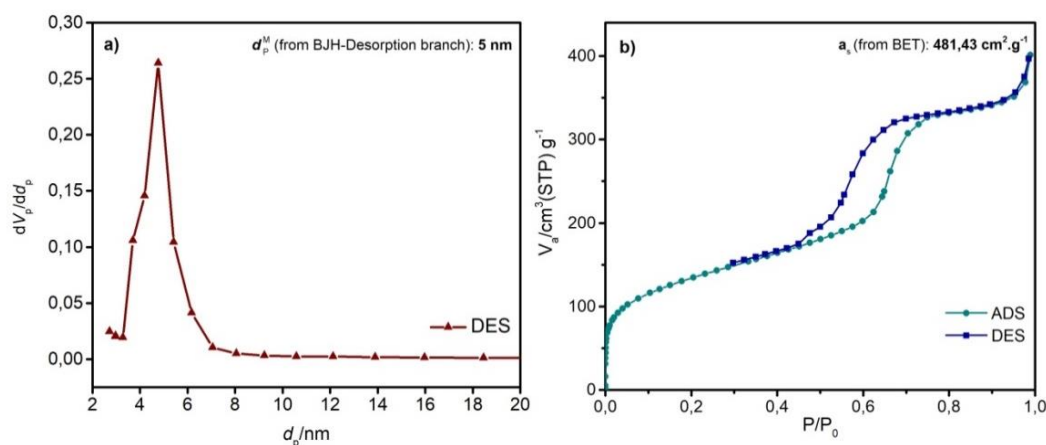 a)
d_P^M (from BJH-Desorption branch): 5 nm
0,30
0,25
0,20
0,15
0,10
0,05
0,00
dV_p/dd_p
DES
2 4 6 8 10 12 14 16 18 20
d_p/nm
b)
a_s (from BET): 481,43 cm².g⁻¹
400
300
200
100
0
V_a/cm³(STP) g⁻¹
ADS
DES
0,0 0,2 0,4 0,6 0,8 1,0
P/P₀